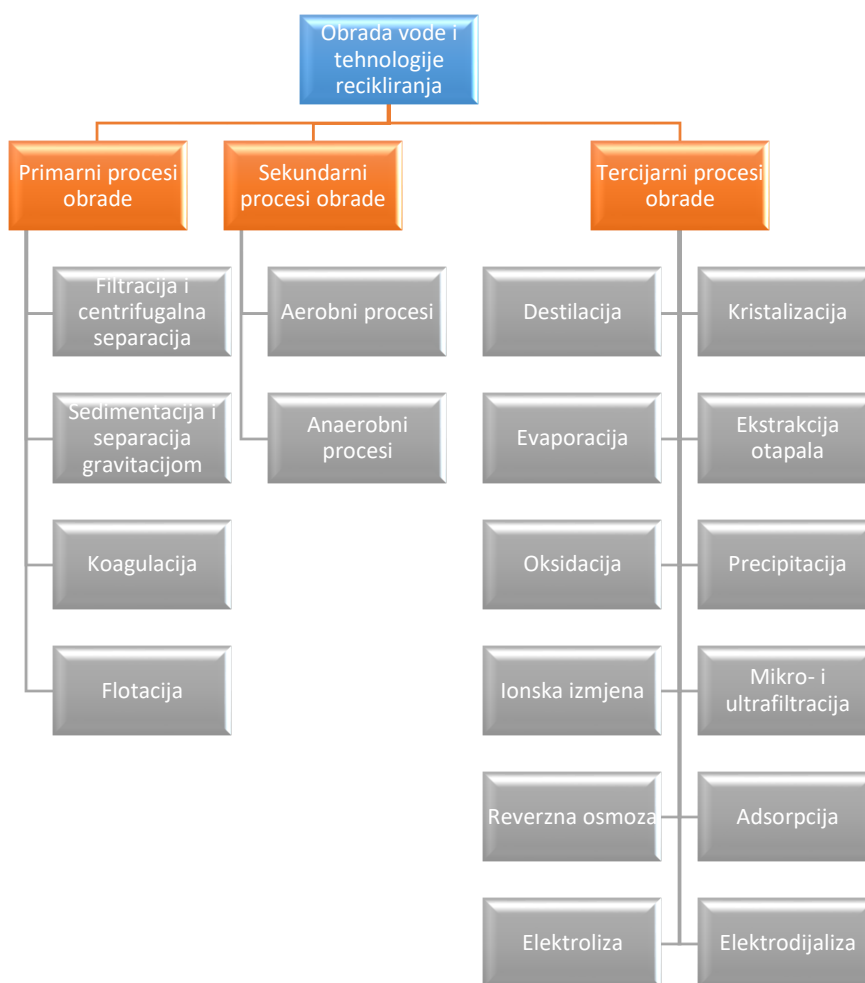 Obrada vode i
tehnologije
recikliranja
Primarni procesi
obrade
Sekundarni
procesi obrade
Tercijarni procesi
obrade
Filtracija i
centrifugalna
separacija
Sedimentacija i
separacija
gravitacijom
Koagulacija
Flotacija
Aerobni procesi
Anaerobni
procesi
Destilacija
Kristalizacija
Evaporacija
Ekstrakcija
otapala
Oksidacija
Precipitacija
Ionska izmjena
Mikro- i
ultrafiltracija
Reverzna osmoza
Adsorpcija
Elektroliza
Elektrodijaliza